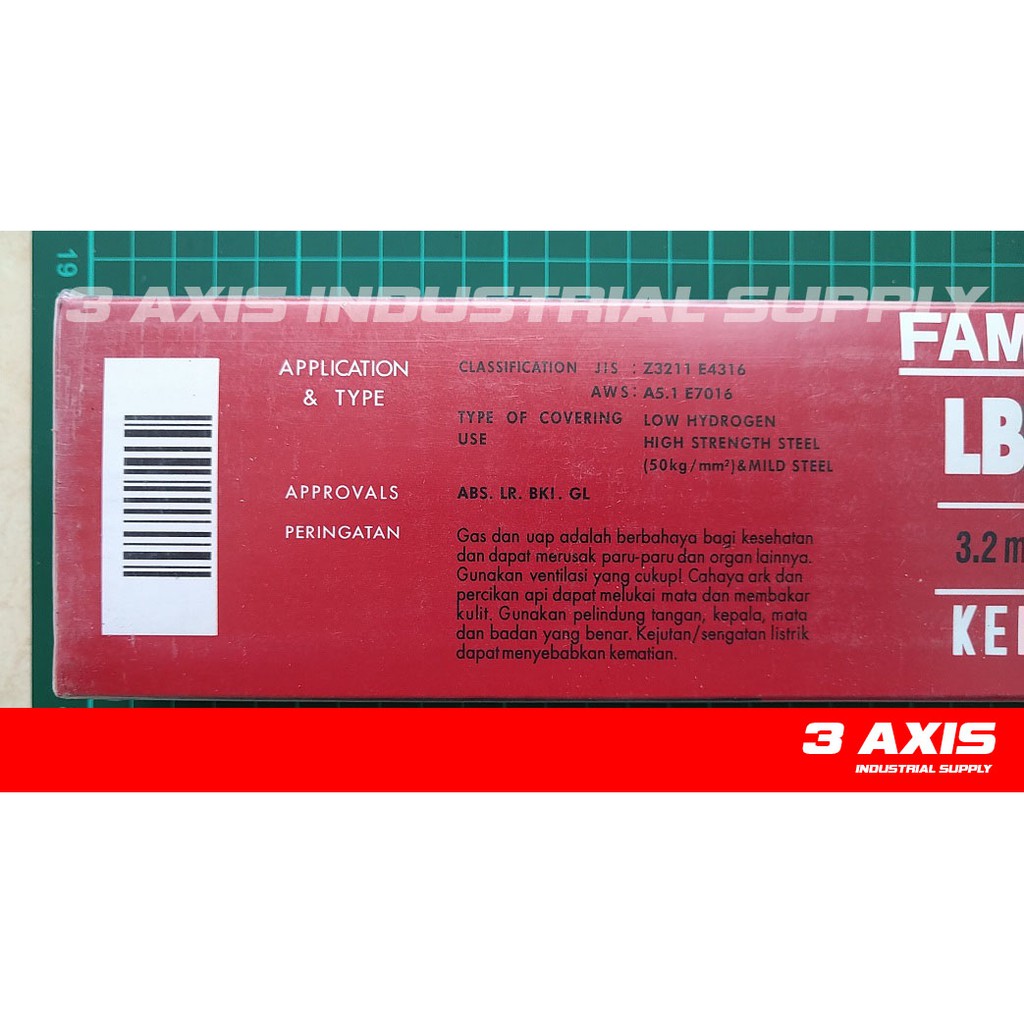 19
3 AXIS INDUSTRIAL SUPPLY
APPLICATION
& TYPE
CLASSIFICATION JIS : Z3211 E4316
AWS : A5.1 E7016
TYPE OF COVERING LOW HYDROGEN
USE HIGH STRENGTH STEEL
(50kg/mm²)&MILD STEEL
APPROVALS ABS. LR. BKI. GL
PERINGATAN
Gas dan uap adalah berbahaya bagi kesehatan
dan dapat merusak paru-paru dan organ lainnya.
Gunakan ventilasi yang cukup! Cahaya ark dan
percikan api dapat melukai mata dan membakar
kulit. Gunakan pelindung tangan, kepala, mata
dan badan yang benar. Kejutan/sengatan listrik
dapat menyebabkan kematian.
FAM
LB
3.2 m
KE
3 AXIS
INDUSTRIAL SUPPLY